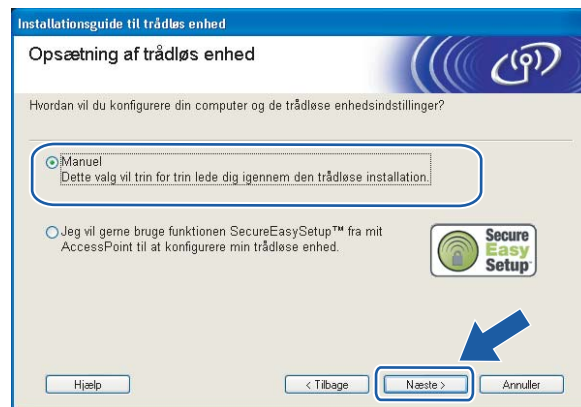 Installationsguide til trådløs enhed
Opsætning af trådløs enhed
Hvordan vil du konfigurere din computer og de trådløse enhedsindstillinger?
Manuel
Dette valg vil trin for trin lede dig igennem den trådløse installation.
Jeg vil gerne bruge funktionen SecureEasySetup™ fra mit
AccessPoint til at konfigurere min trådløse enhed.
Secure
Easy
Setup
Hjælp
< Tilbage
Næste >
Annuller